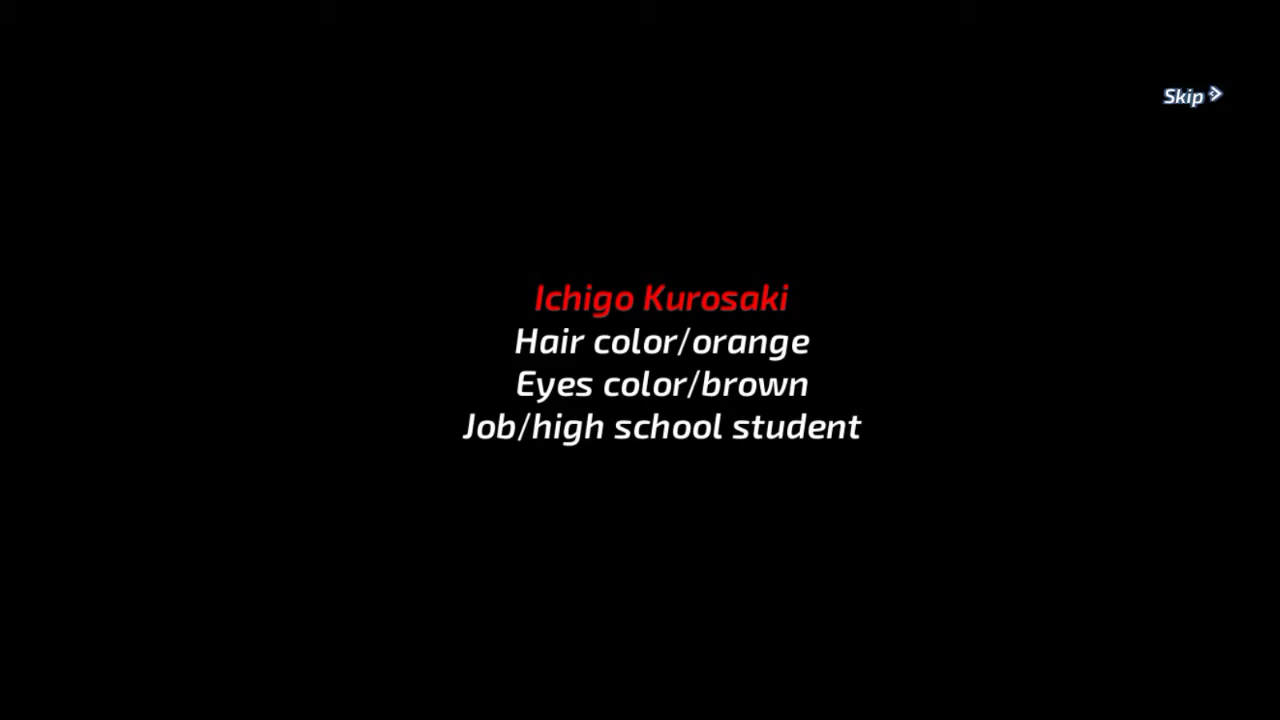 Skip
Ichigo Kurosaki
Hair color/orange
Eyes color/brown
Job/high school student